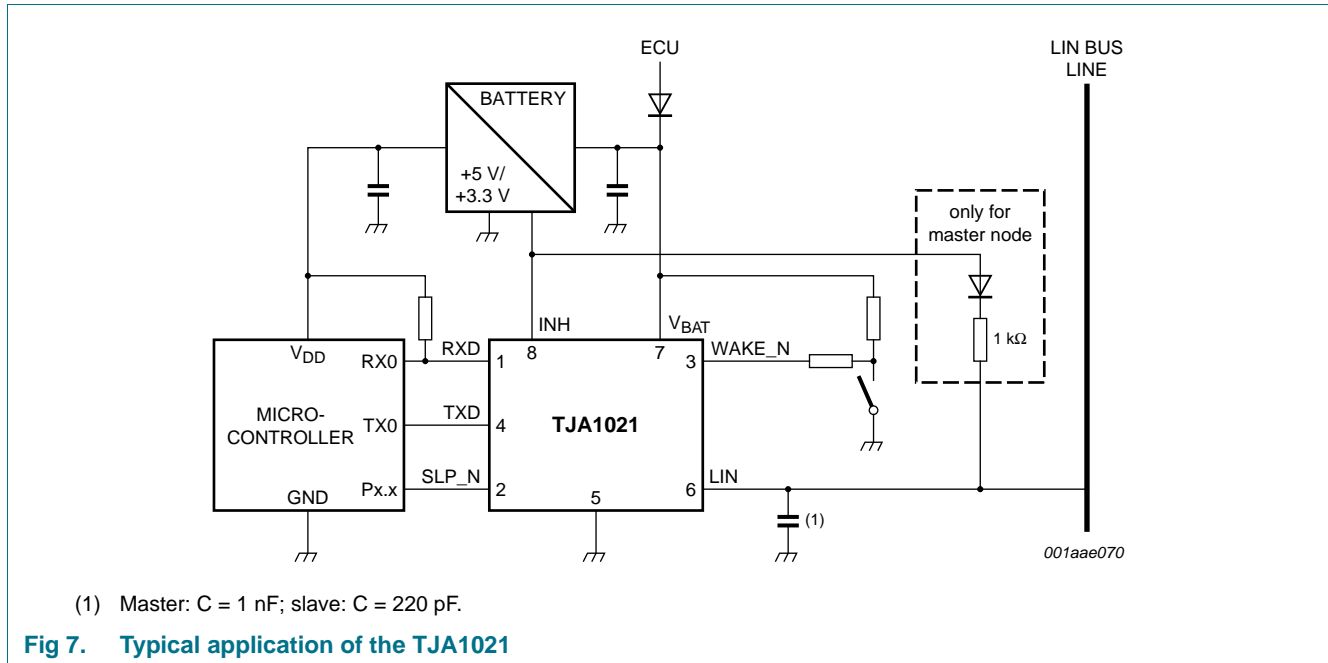 ECU
LIN BUS
LINE
BATTERY
+5 V/
+3.3 V
only for
master node
1 kΩ
INH
VBAT
VDD
RX0
RXD
1
8
7
3
WAKE_N
MICRO-
CONTROLLER
TX0
TXD
4
TJA1021
Px.x
SLP_N
2
GND
5
6
LIN
(1)
001aae070
(1) Master: C = 1 nF; slave: C = 220 pF.
Fig 7. Typical application of the TJA1021